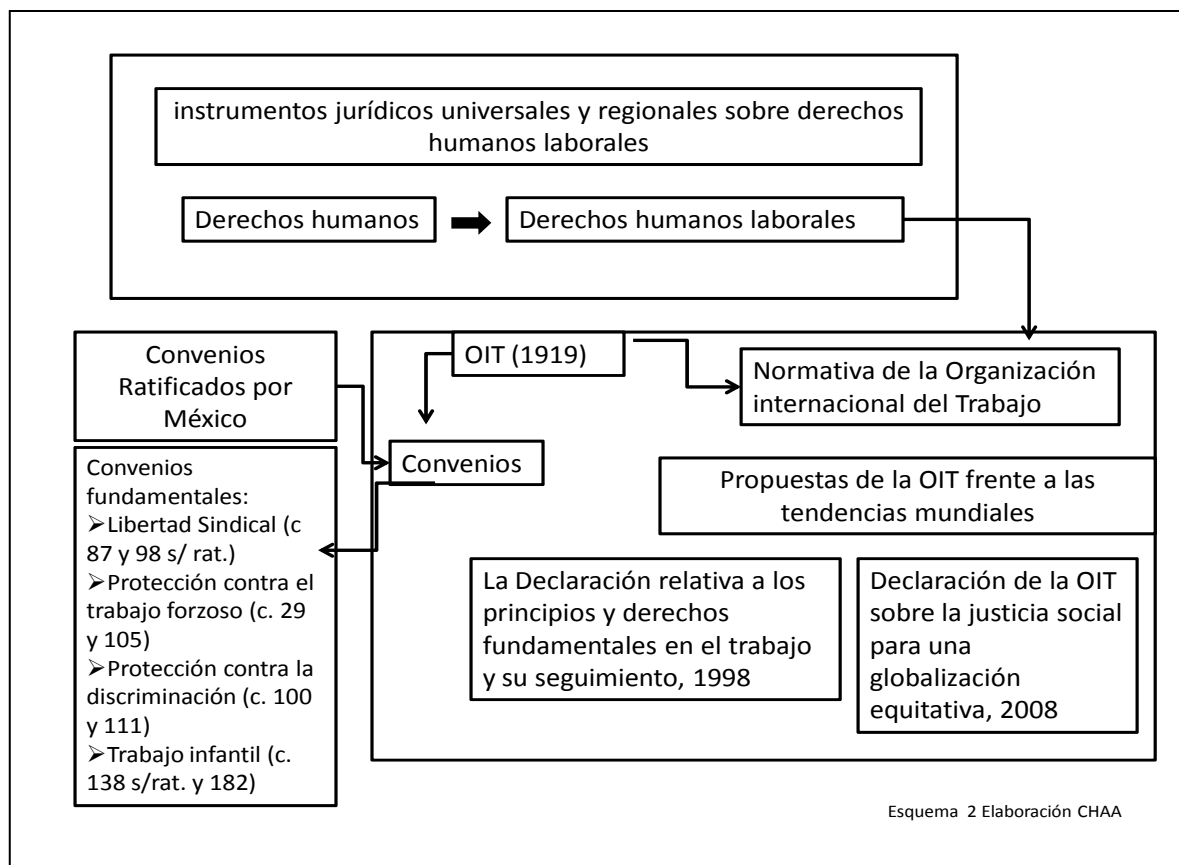 instrumentos jurídicos universales y regionales sobre derechos
humanos laborales
Derechos humanos
Derechos humanos laborales
Convenios
Ratificados por
México
OIT (1919)
Normativa de la Organización
internacional del Trabajo
Convenios
Convenios
fundamentales:
➢Libertad Sindical (c
87 y 98 s/ rat.)
➢Protección contra el
trabajo forzoso (c. 29
y 105)
➢Protección contra la
discriminación (c. 100
y 111)
➢Trabajo infantil (c.
138 s/rat. y 182)
Propuestas de la OIT frente a las
tendencias mundiales
La Declaración relativa a los
principios y derechos
fundamentales en el trabajo
y su seguimiento, 1998
Declaración de la OIT
sobre la justicia social
para una
globalización
equitativa, 2008
Esquema 2 Elaboración CHAA